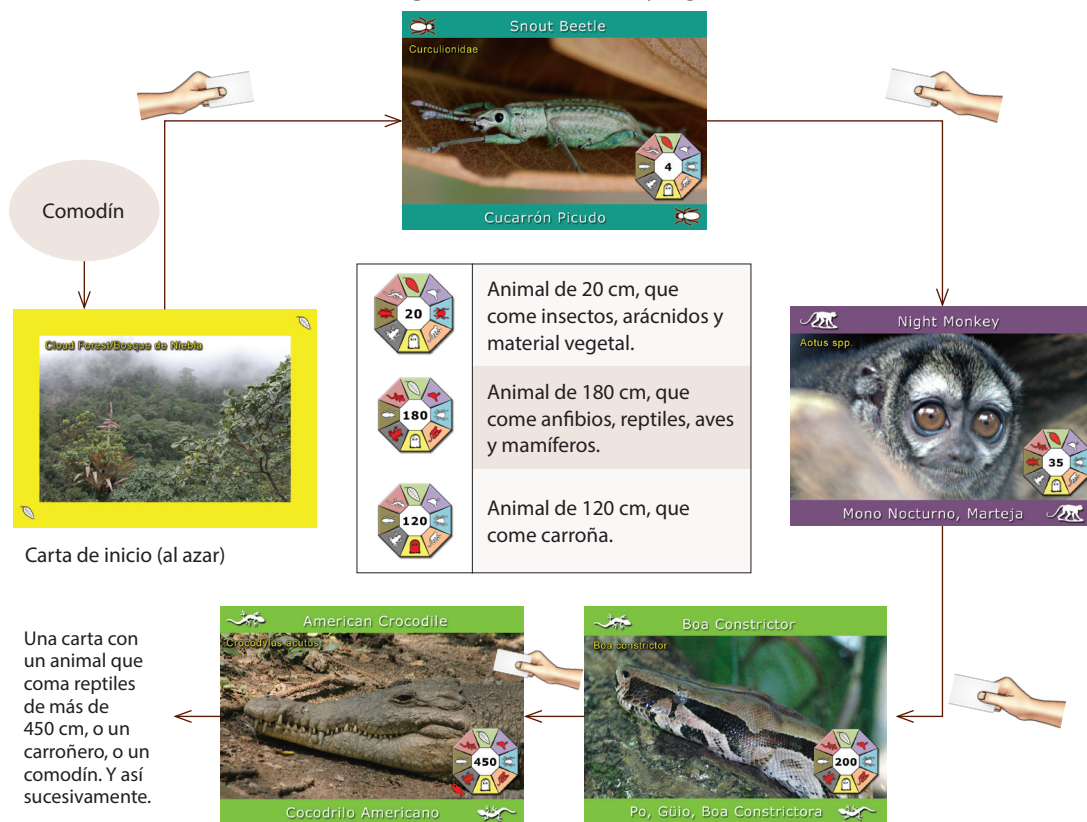 Snout Beetle
Curculionidae
4
Cucarrón Picudo
Comodín
Cloud Forest/Bosque de Niebla
Carta de inicio (al azar)
20
Animal de 20 cm, que
come insectos, arácnidos y
material vegetal.
180
Animal de 180 cm, que
come anfibios, reptiles, aves
y mamíferos.
120
Animal de 120 cm, que
come carroña.
Night Monkey
Aotus spp.
35
Mono Nocturno, Marteja
Boa Constrictor
Boa constrictor
200
Po, Güio, Boa Constrictora
American Crocodile
Crocodylus acutus
450
Cocodrilo Americano
Una carta con
un animal que
coma reptiles
de más de
450 cm, o un
carroñero, o un
comodín. Y así
sucesivamente.